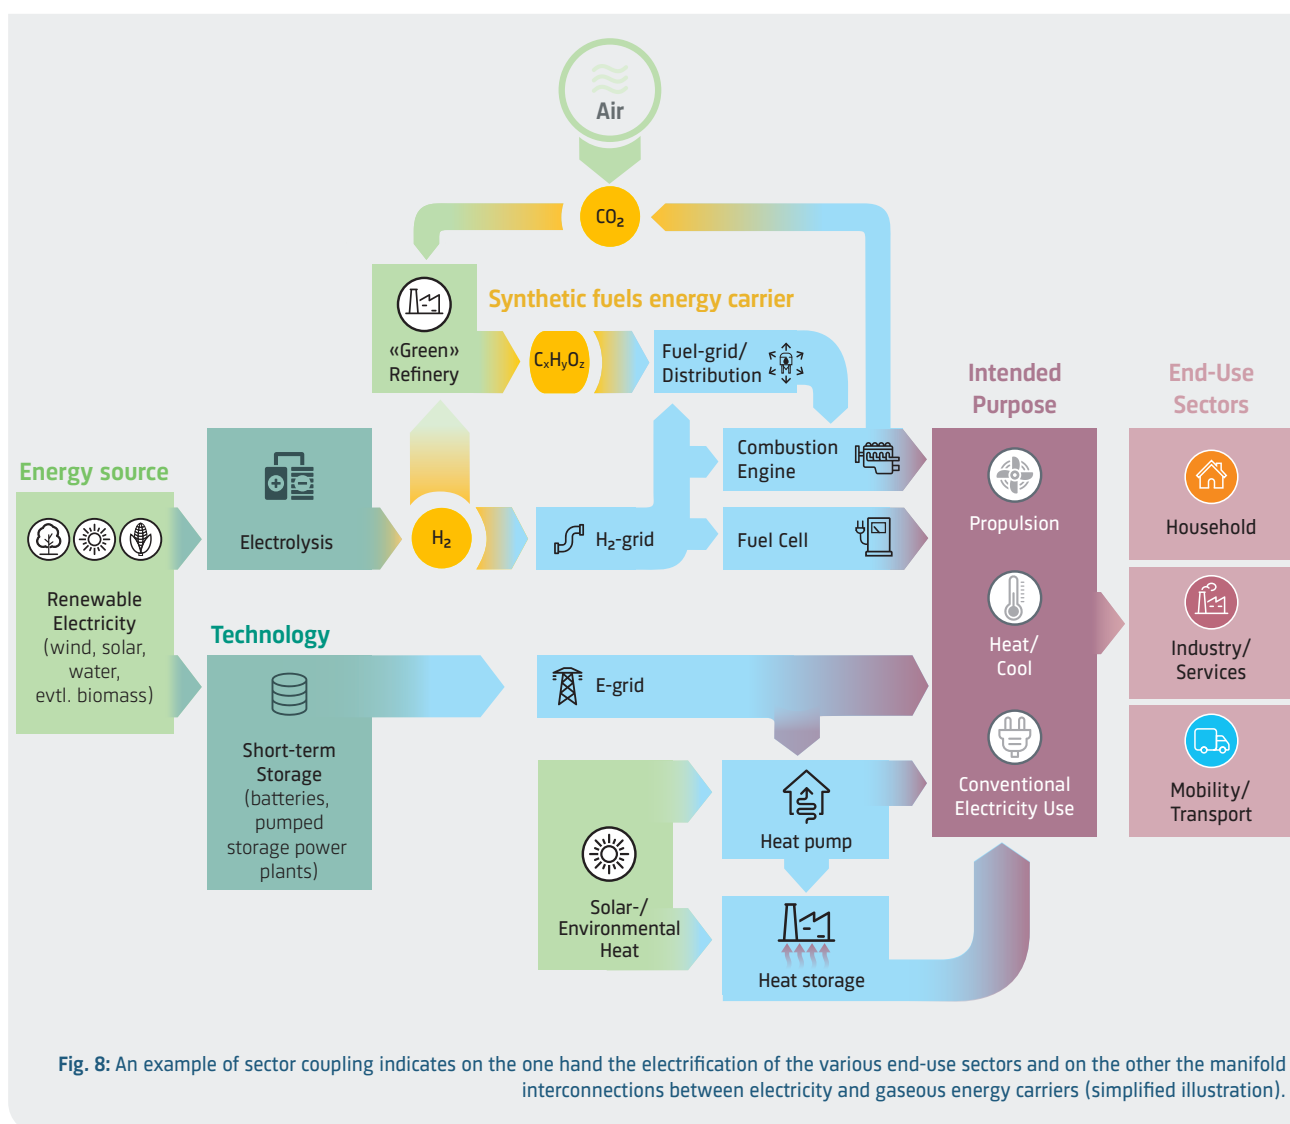 Air
CO₂
Synthetic fuels energy carrier
«Green»
Refinery
CₓHᵧO_z
Fuel-grid/
Distribution
Intended
Purpose
End-Use
Sectors
Energy source
Renewable
Electricity
(wind, solar,
water,
evtl. biomass)
Electrolysis
H₂
H₂-grid
Combustion
Engine
Fuel Cell
Technology
Short-term
Storage
(batteries,
pumped
storage power
plants)
E-grid
Solar-/
Environmental
Heat
Heat pump
Heat storage
Propulsion
Heat/
Cool
Conventional
Electricity Use
Household
Industry/
Services
Mobility/
Transport
Fig. 8: An example of sector coupling indicates on the one hand the electrification of the various end-use sectors and on the other the manifold
interconnections between electricity and gaseous energy carriers (simplified illustration).